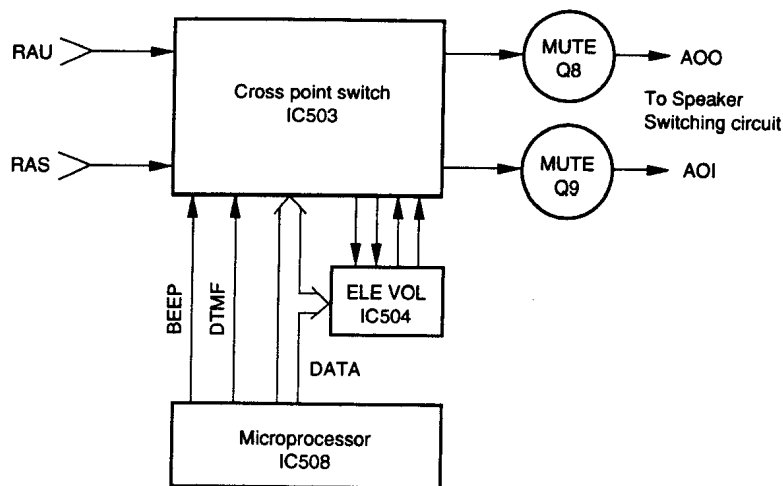 RAU
Cross point switch
IC503
MUTE
Q8
AOO
To Speaker
Switching circuit
RAS
MUTE
Q9
AOI
BEEP
DTMF
ELE VOL
IC504
DATA
Microprocessor
IC508